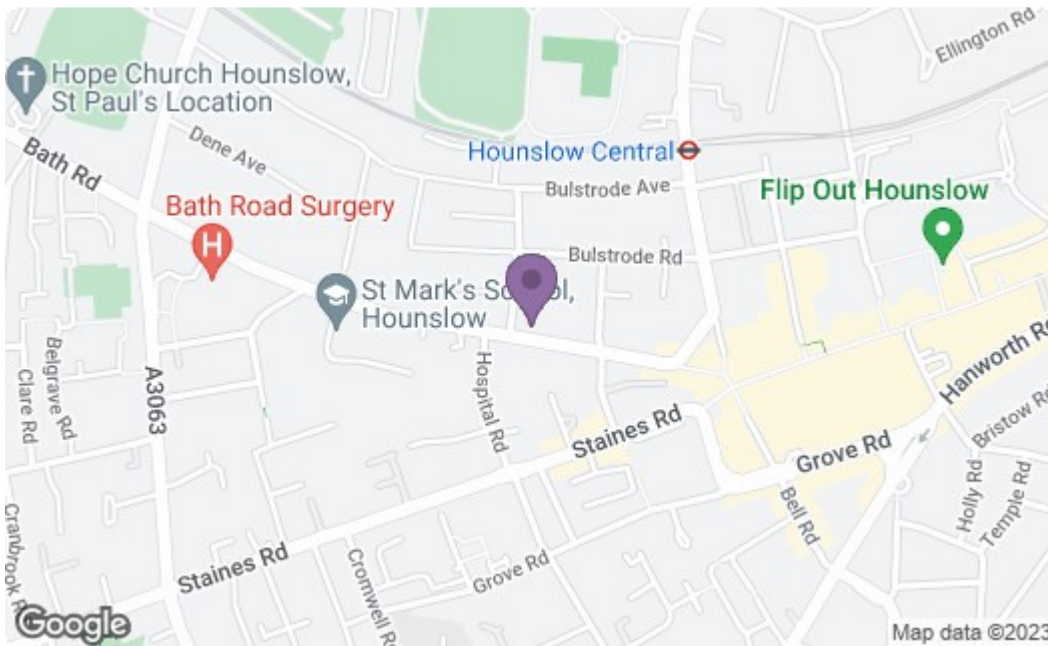 Ellington Rd
Hope Church Hounslow,
St Paul's Location
Dene Ave
Bath Rd
Hounslow Central
Bulstrode Ave
Flip Out Hounslow
Bath Road Surgery
H
Bulstrode Rd
St Mark's School,
Hounslow
Belgrave Rd
Clare Rd
A3063
Hospital Rd
Hanworth Rd
Bristow Rd
Staines Rd
Grove Rd
Bell Rd
Holly Rd
Temple Rd
Cranbrook
Staines Rd
Cromwell
Grove Rd
Google
Map data ©2023